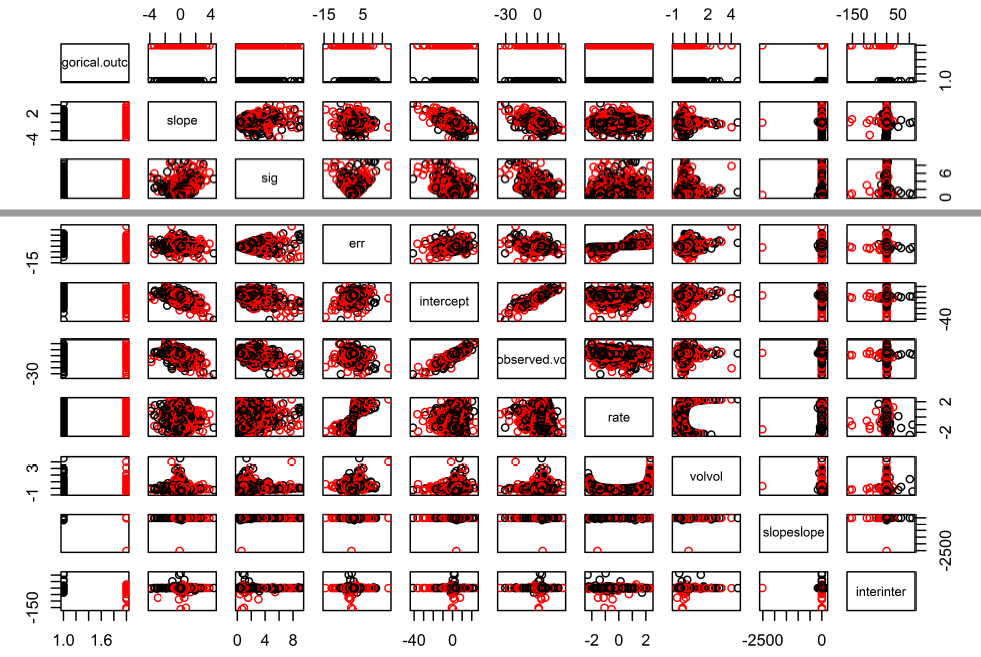 -4 0 4 -15 5 -30 0 -1 2 4 -150 50
gorical.outc 1.0
2 -4 slope
sig 6 0
-15 err
intercept -40
-30 observed.vo
rate 2 -2
3 -1 volvol
slopeslope -2500
-150 interinter
1.0 1.6 0 4 8 -40 0 -2 0 2 -2500 0